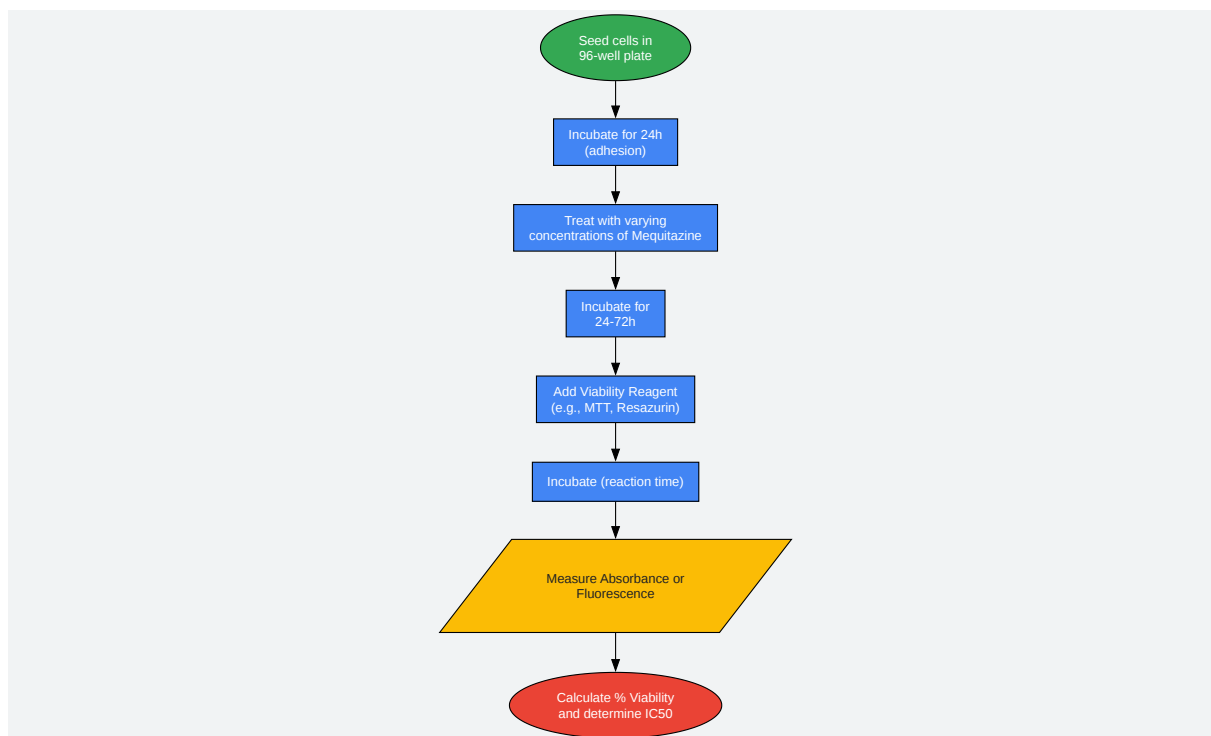 Seed cells in
96-well plate
Incubate for 24h
(adhesion)
Treat with varying
concentrations of Mequitazine
Incubate for
24-72h
Add Viability Reagent
(e.g., MTT, Resazurin)
Incubate (reaction time)
Measure Absorbance or
Fluorescence
Calculate % Viability
and determine IC50